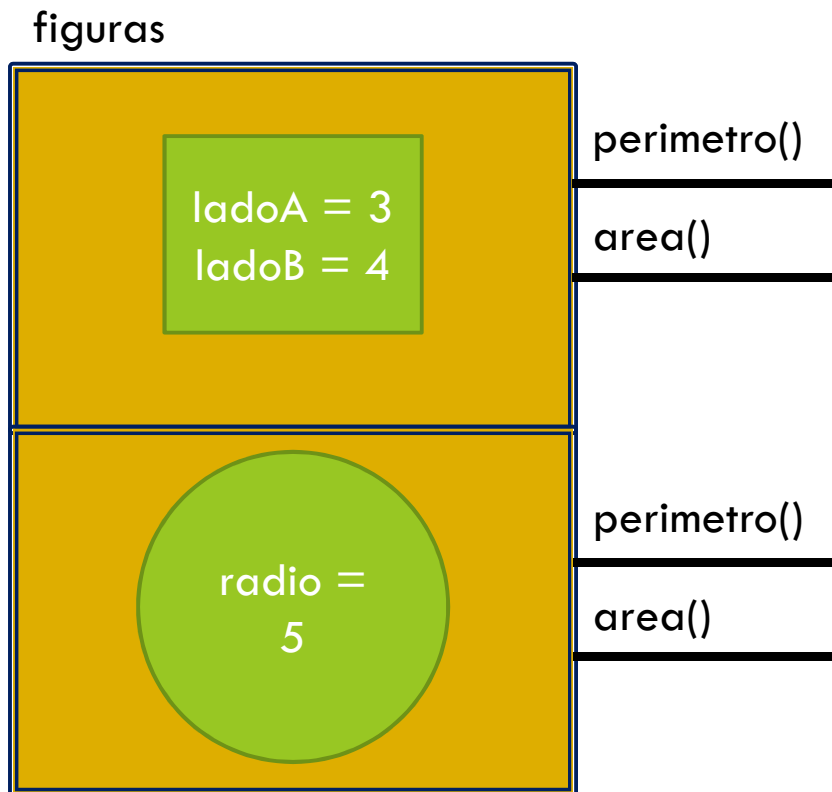 figuras
perimetro()
ladoA = 3
ladoB = 4
area()
perimetro()
radio =
5
area()